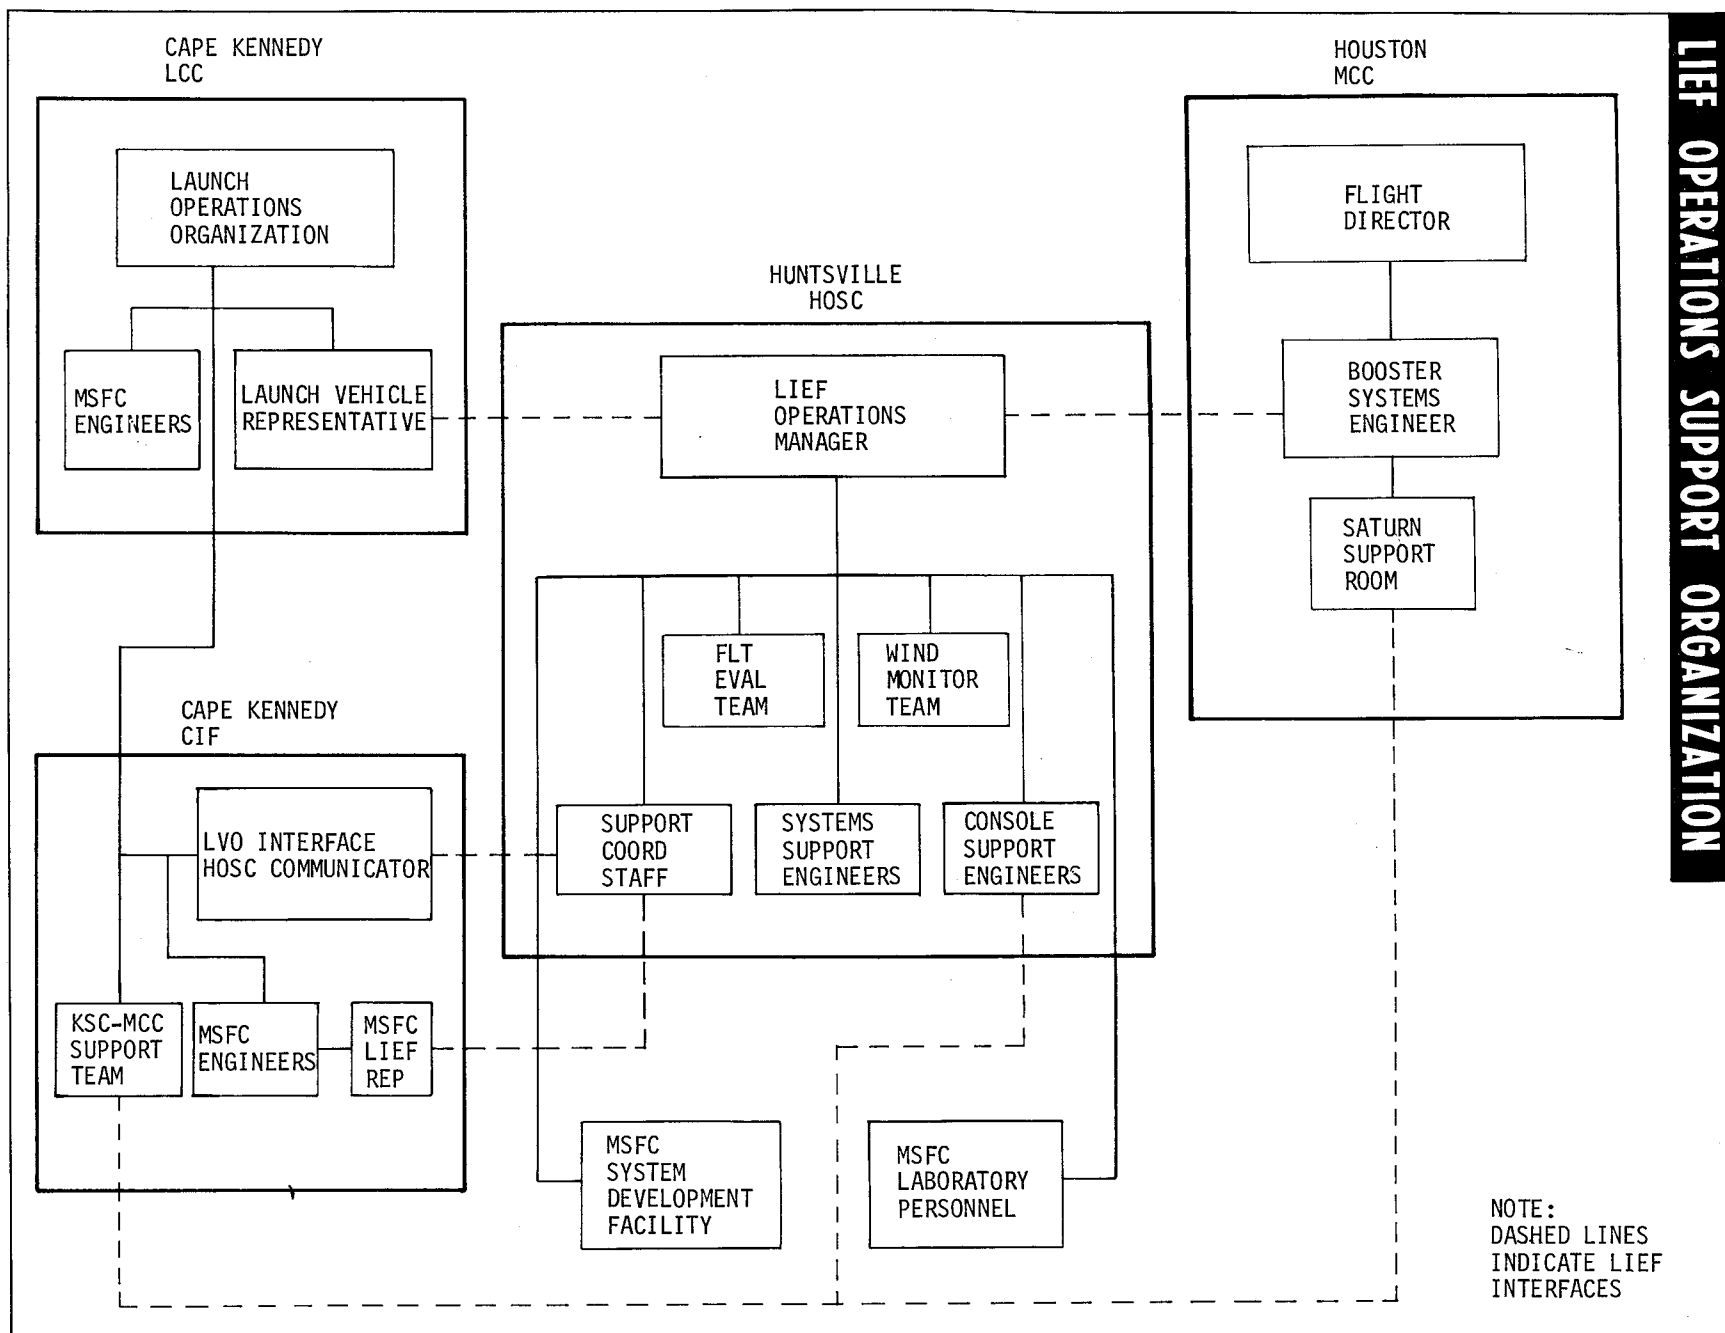 LIEF OPERATIONS SUPPORT ORGANIZATION
CAPE KENNEDY
LCC
LAUNCH
OPERATIONS
ORGANIZATION
MSFC
ENGINEERS
LAUNCH VEHICLE
REPRESENTATIVE
HUNTSVILLE
HOSC
LIEF
OPERATIONS
MANAGER
FLT
EVAL
TEAM
WIND
MONITOR
TEAM
SUPPORT
COORD
STAFF
SYSTEMS
SUPPORT
ENGINEERS
CONSOLE
SUPPORT
ENGINEERS
HOUSTON
MCC
FLIGHT
DIRECTOR
BOOSTER
SYSTEMS
ENGINEER
SATURN
SUPPORT
ROOM
CAPE KENNEDY
CIF
LVO INTERFACE
HOSC COMMUNICATOR
KSC-MCC
SUPPORT
TEAM
MSFC
ENGINEERS
MSFC
LIEF
REP
MSFC
SYSTEM
DEVELOPMENT
FACILITY
MSFC
LABORATORY
PERSONNEL
NOTE:
DASHED LINES
INDICATE LIEF
INTERFACES